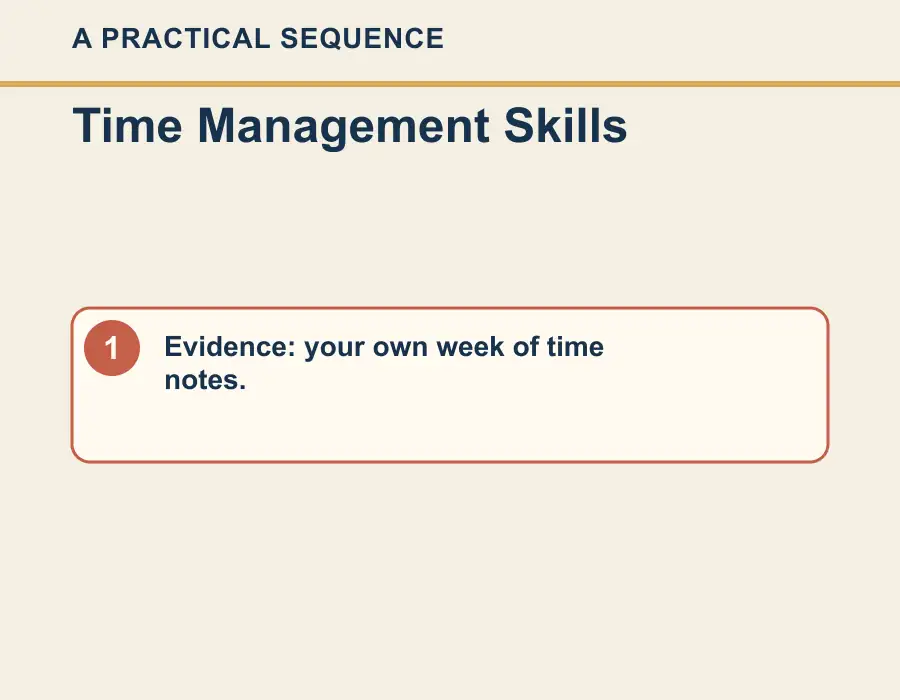 A PRACTICAL SEQUENCE
Time Management Skills
1
Evidence: your own week of time
notes.